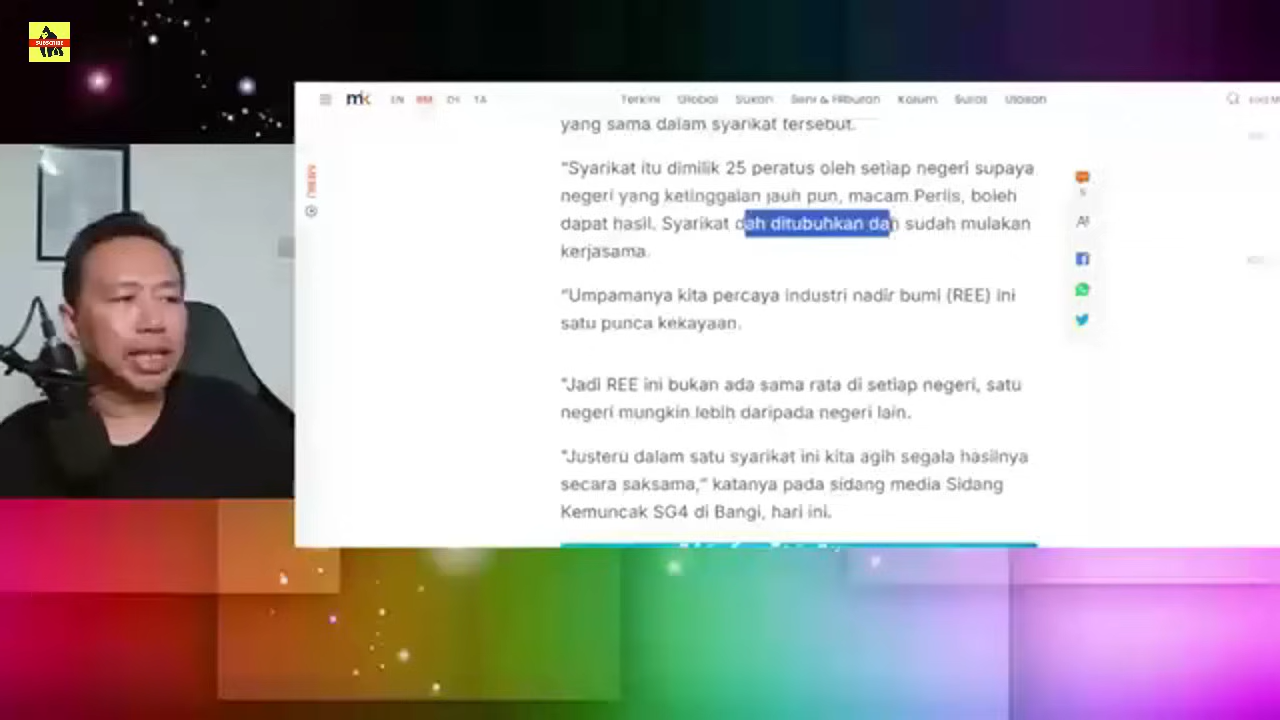 SUBSCRIBE
mk EN BM TA Terkini Global Sukan Seni & Hiburan Kolum Surat Ulasan
yang sama dalam syarikat tersebut.
MENU
"Syarikat itu dimilik 25 peratus oleh setiap negeri supaya
negeri yang ketinggalan jauh pun, macam Perlis, boleh
dapat hasil. Syarikat dah ditubuhkan dan sudah mulakan
kerjasama.
"Umpamanya kita percaya industri nadir bumi (REE) ini
satu punca kekayaan.
"Jadi REE ini bukan ada sama rata di setiap negeri, satu
negeri mungkin lebih daripada negeri lain.
"Justeru dalam satu syarikat ini kita agih segala hasilnya
secara saksama," katanya pada sidang media Sidang
Kemuncak SG4 di Bangi, hari ini.